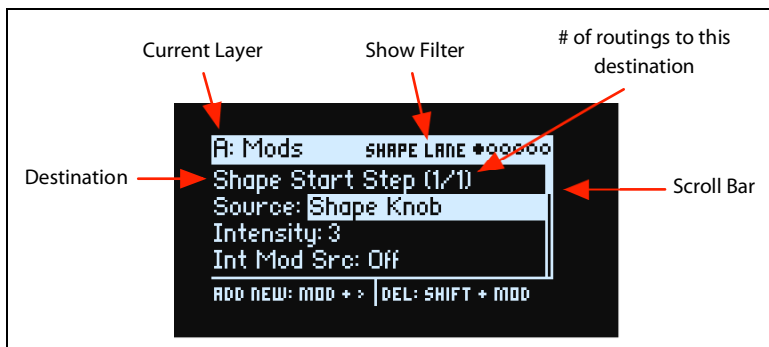 Current Layer
Show Filter
# of routings to this
destination
A: Mods SHAPE LANE
Destination
Shape Start Step (1/1)
Scroll Bar
Source: Shape Knob
Intensity: 3
Int Mod Src: Off
ADD NEW: MOD + > DEL: SHIFT + MOD